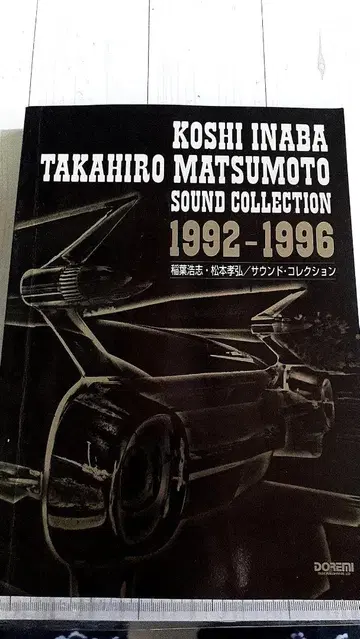 KOSHI INABA
TAKAHIRO MATSUMOTO
SOUND COLLECTION
1992-1996
稲葉浩志・松本孝弘／サウンド・コレクション
DOREMI